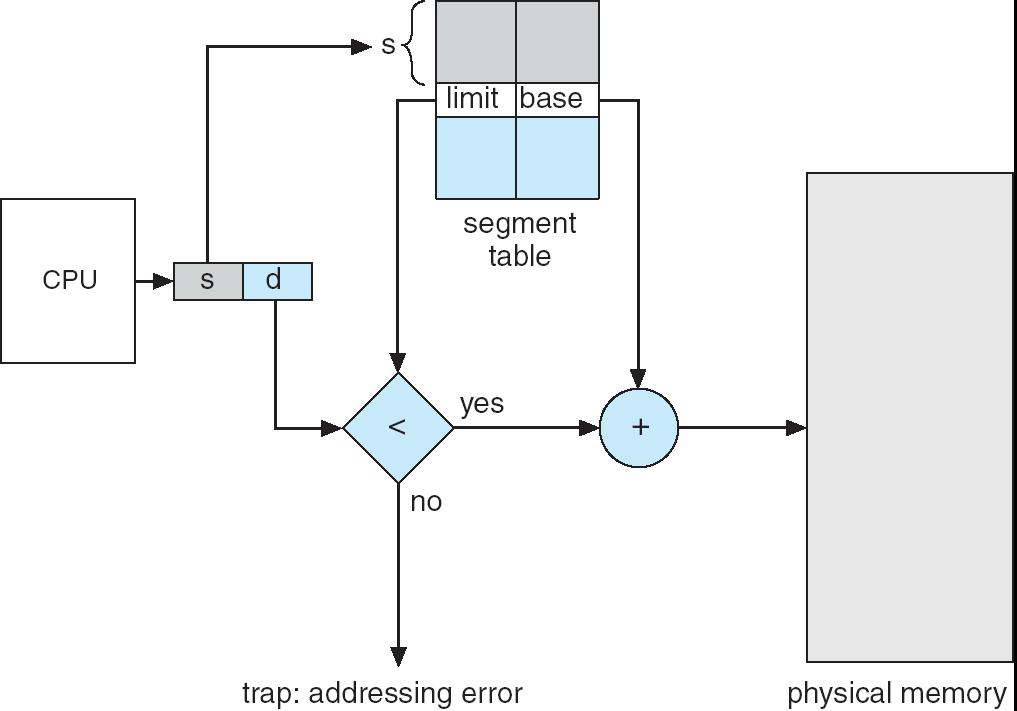 s
limit
base
segment
table
CPU
s
d
yes
<
+
no
trap: addressing error
physical memory